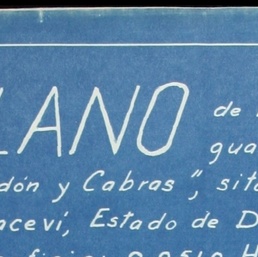 LANO
de
gua
dón y Cabras", sit
ncevi, Estado de D